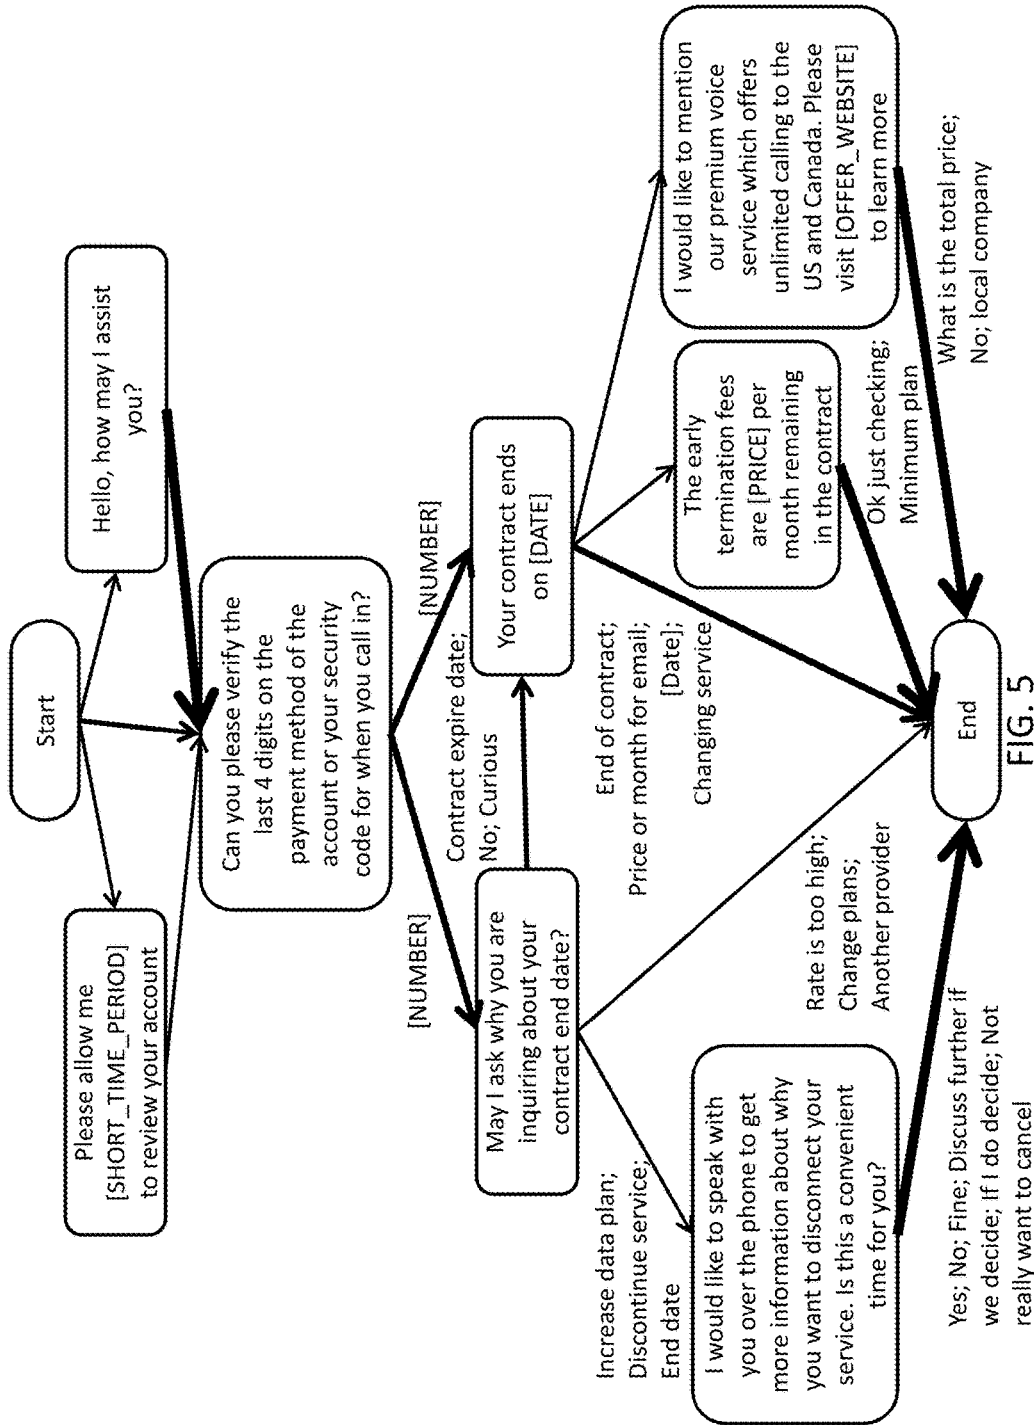 Start
Please allow me
[SHORT_TIME_PERIOD]
to review your account
Hello, how may I assist
you?
Can you please verify the
last 4 digits on the
payment method of the
account or your security
code for when you call in?
[NUMBER]
[NUMBER]
Contract expire date;
No; Curious
May I ask why you are
inquiring about your
contract end date?
Your contract ends
on [DATE]
Increase data plan;
Discontinue service;
End date
End of contract;
Price or month for email;
[Date];
Changing service
I would like to speak with
you over the phone to get
more information about why
you want to disconnect your
service. Is this a convenient
time for you?
The early
termination fees
are [PRICE] per
month remaining
in the contract
I would like to mention
our premium voice
service which offers
unlimited calling to the
US and Canada. Please
visit [OFFER_WEBSITE]
to learn more
Rate is too high;
Change plans;
Another provider
Ok just checking;
Minimum plan
What is the total price;
No; local company
Yes; No; Fine; Discuss further if
we decide; If I do decide; Not
really want to cancel
End
FIG. 5